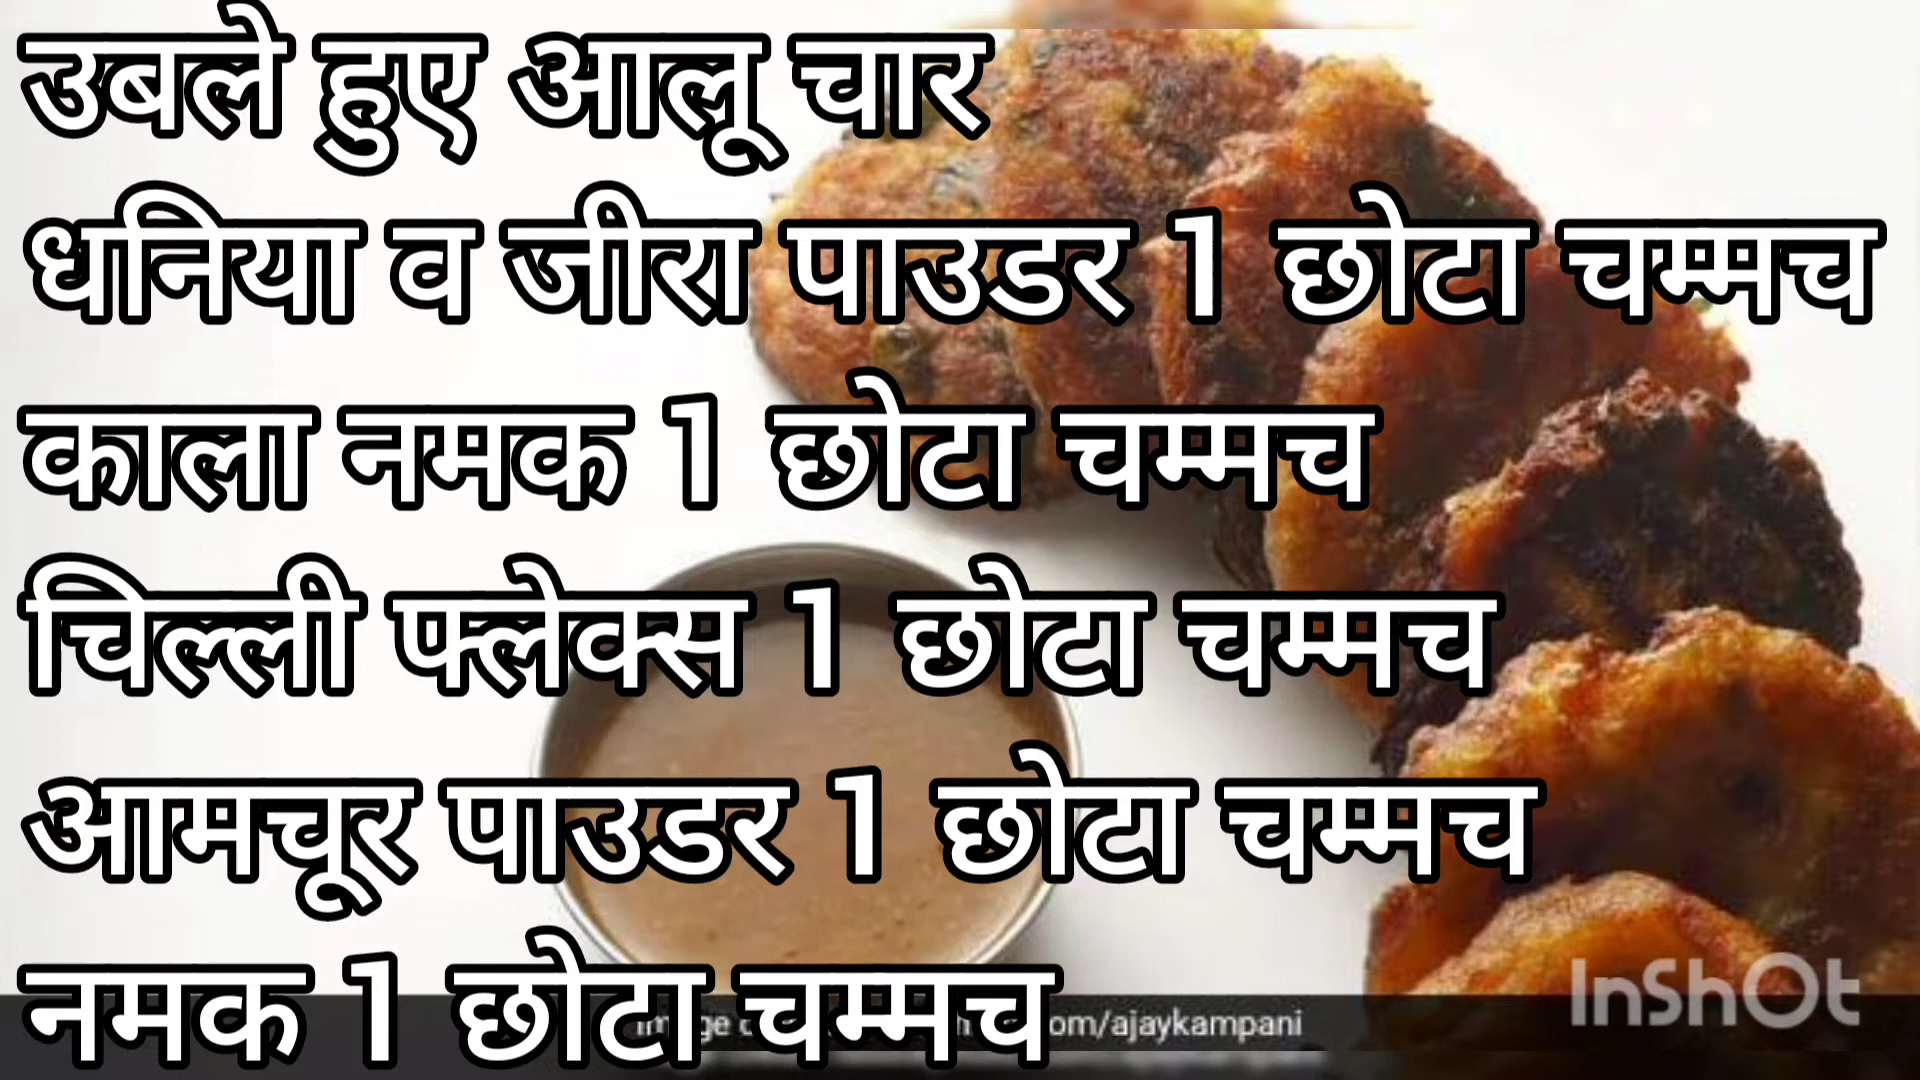 उबले हुए आलू चार
धनिया व जीरा पाउडर 1 छोटा चम्मच
काला नमक 1 छोटा चम्मच
चिल्ली फ्लेक्स 1 छोटा चम्मच
आमचूर पाउडर 1 छोटा चम्मच
नमक 1 छोटा चम्मच
om/ajaykampani
InShOt